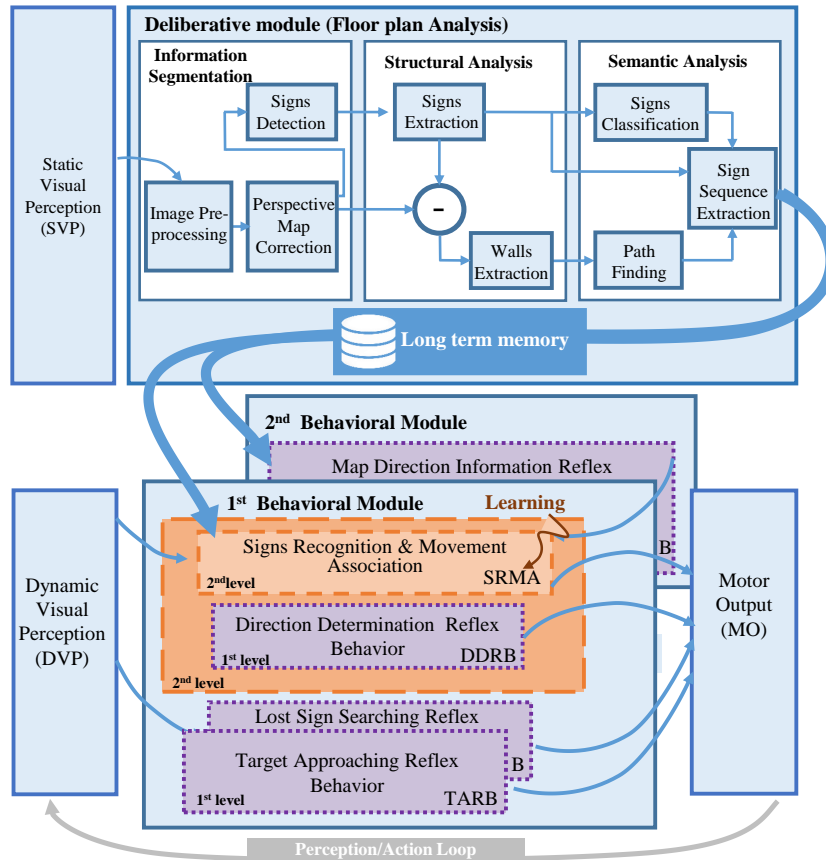 Deliberative module (Floor plan Analysis)
Information
Segmentation
Structural Analysis
Semantic Analysis
Signs
Detection
Signs
Extraction
Signs
Classification
Static
Visual
Perception
(SVP)
Image Pre-
processing
Perspective
Map
Correction
-
Sign
Sequence
Extraction
Walls
Extraction
Path
Finding
Long term memory
2nd Behavioral Module
Map Direction Information Reflex
B
1st Behavioral Module
Learning
Signs Recognition & Movement
Association
2nd level
SRMA
Direction Determination Reflex
Behavior
1st level
DDRB
2nd level
Dynamic
Visual
Perception
(DVP)
Motor
Output
(MO)
Lost Sign Searching Reflex
B
Target Approaching Reflex
Behavior
1st level
TARB
Perception/Action Loop